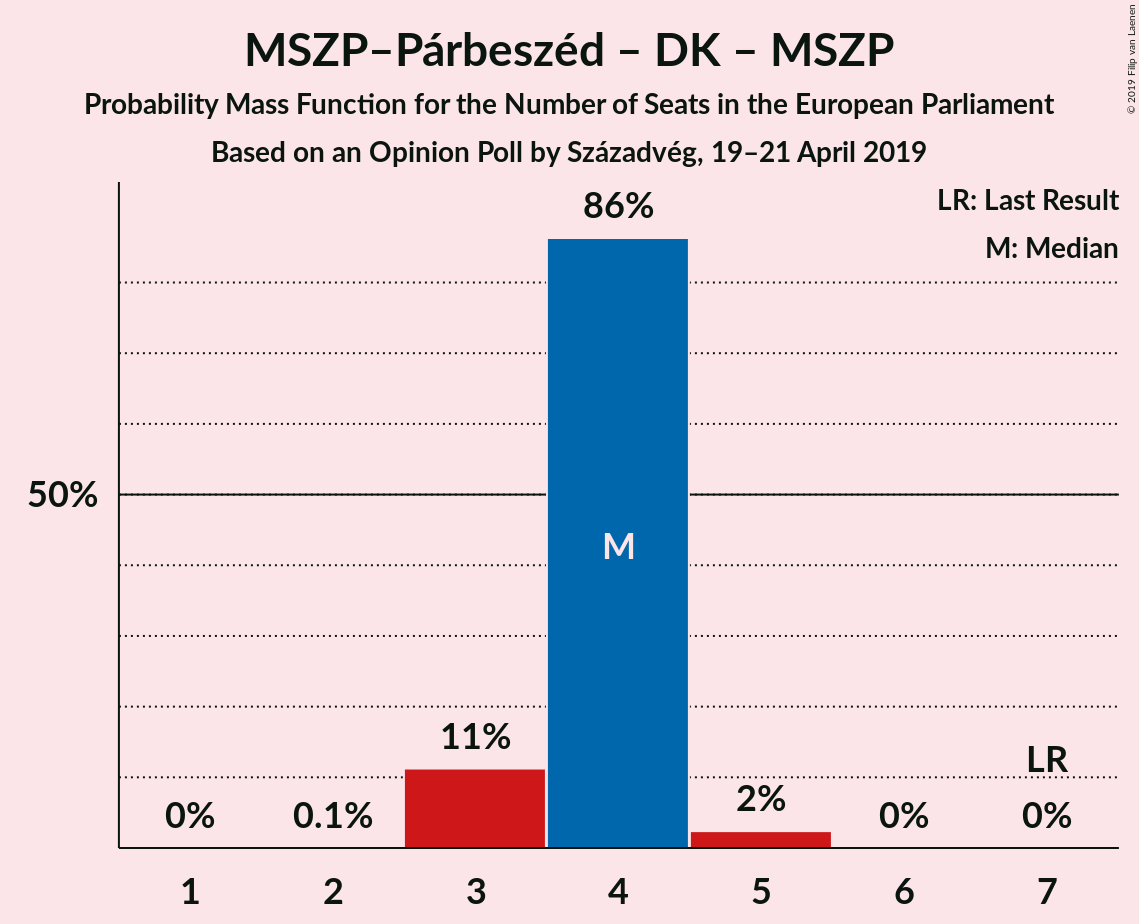 MSZP–Párbeszéd – DK – MSZP
Probability Mass Function for the Number of Seats in the European Parliament
Based on an Opinion Poll by Századvég, 19–21 April 2019
© 2019 Filip van Laenen
LR: Last Result
M: Median
86%
50%
M
11%
LR
0%
0.1%
2%
0%
0%
1
2
3
4
5
6
7